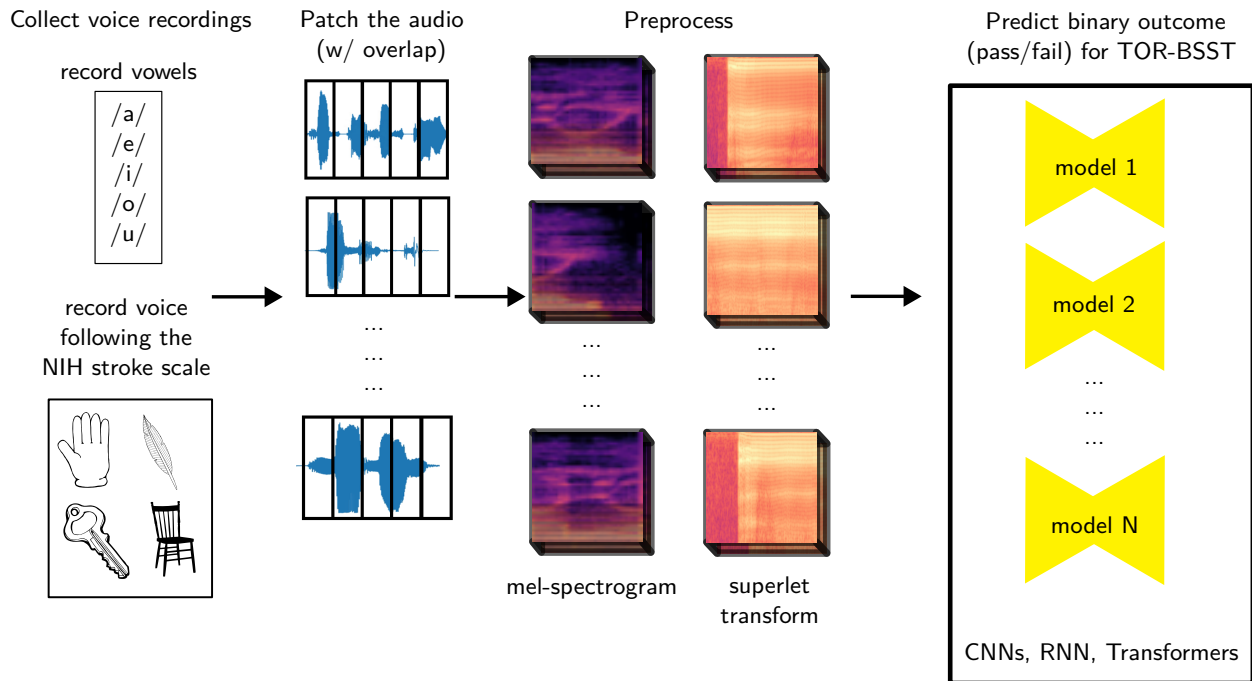 Collect voice recordings
record vowels
/a/
/e/
/i/
/o/
/u/
record voice
following the
NIH stroke scale
Patch the audio
(w/ overlap)
...
...
...
Preprocess
...
...
...
...
...
...
mel-spectrogram
superlet
transform
Predict binary outcome
(pass/fail) for TOR-BSST
model 1
model 2
...
...
...
model N
CNNs, RNN, Transformers